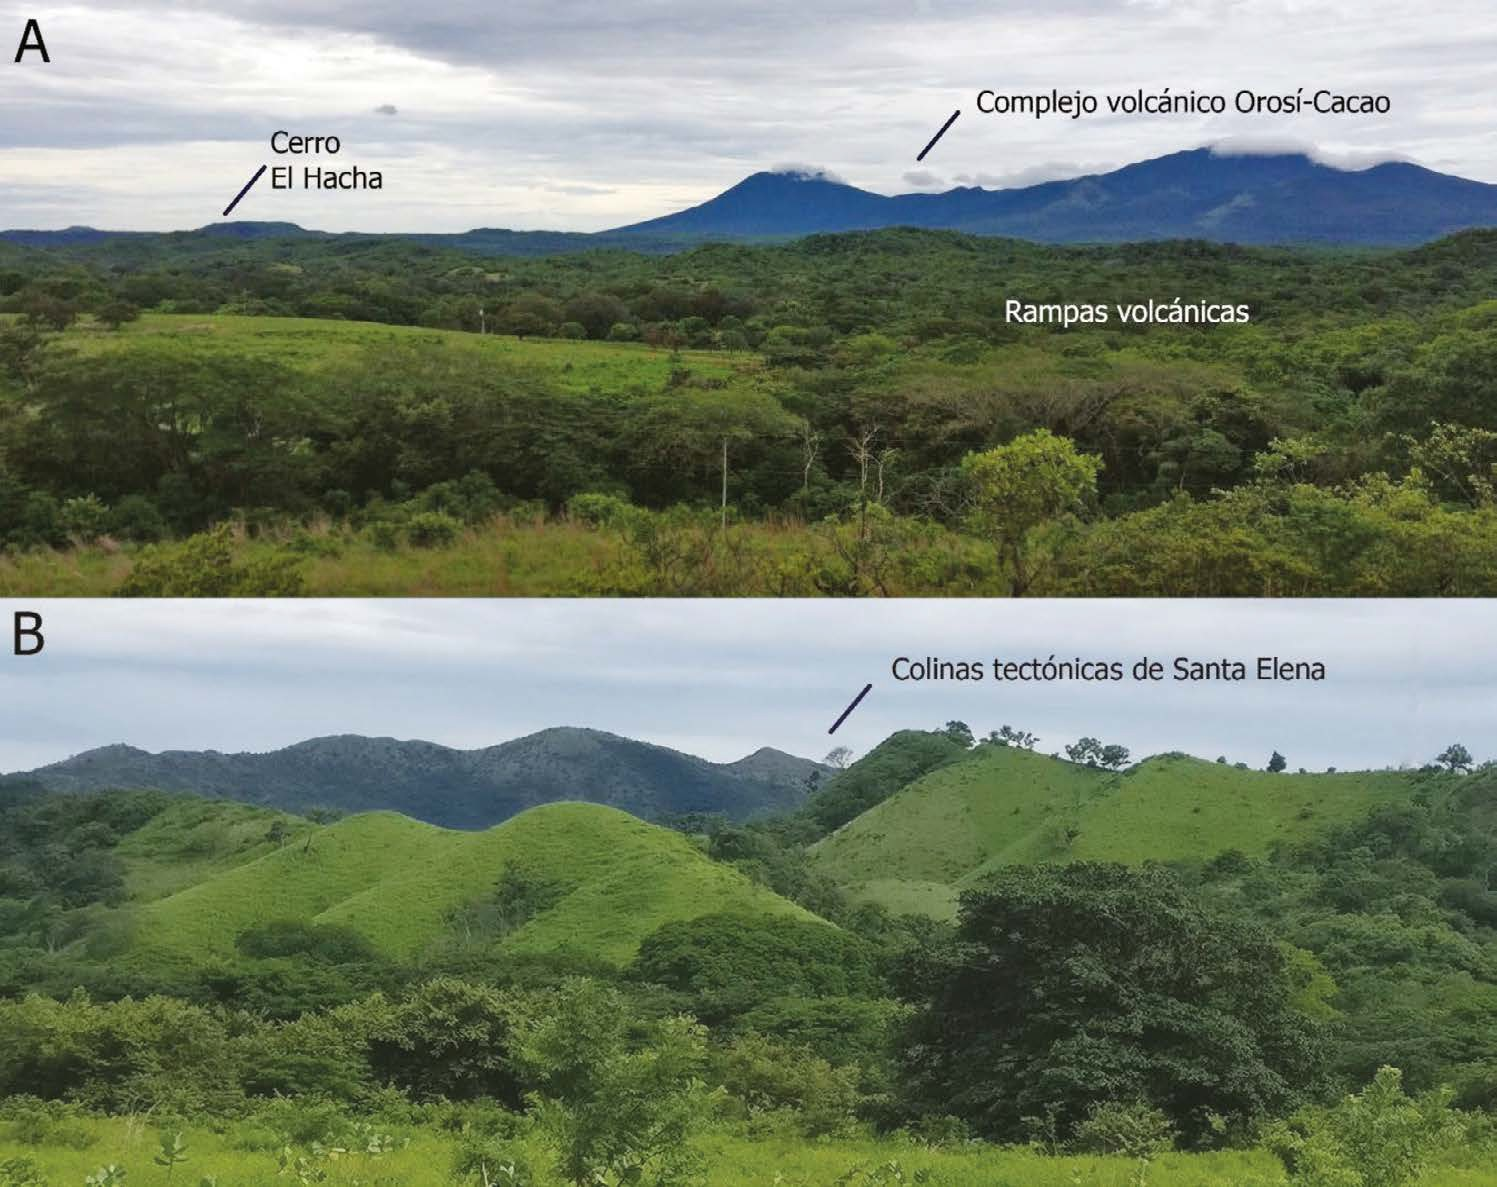 A
Complejo volcánico Orosí-Cacao
Cerro
El Hacha
Rampas volcánicas
B
Colinas tectónicas de Santa Elena